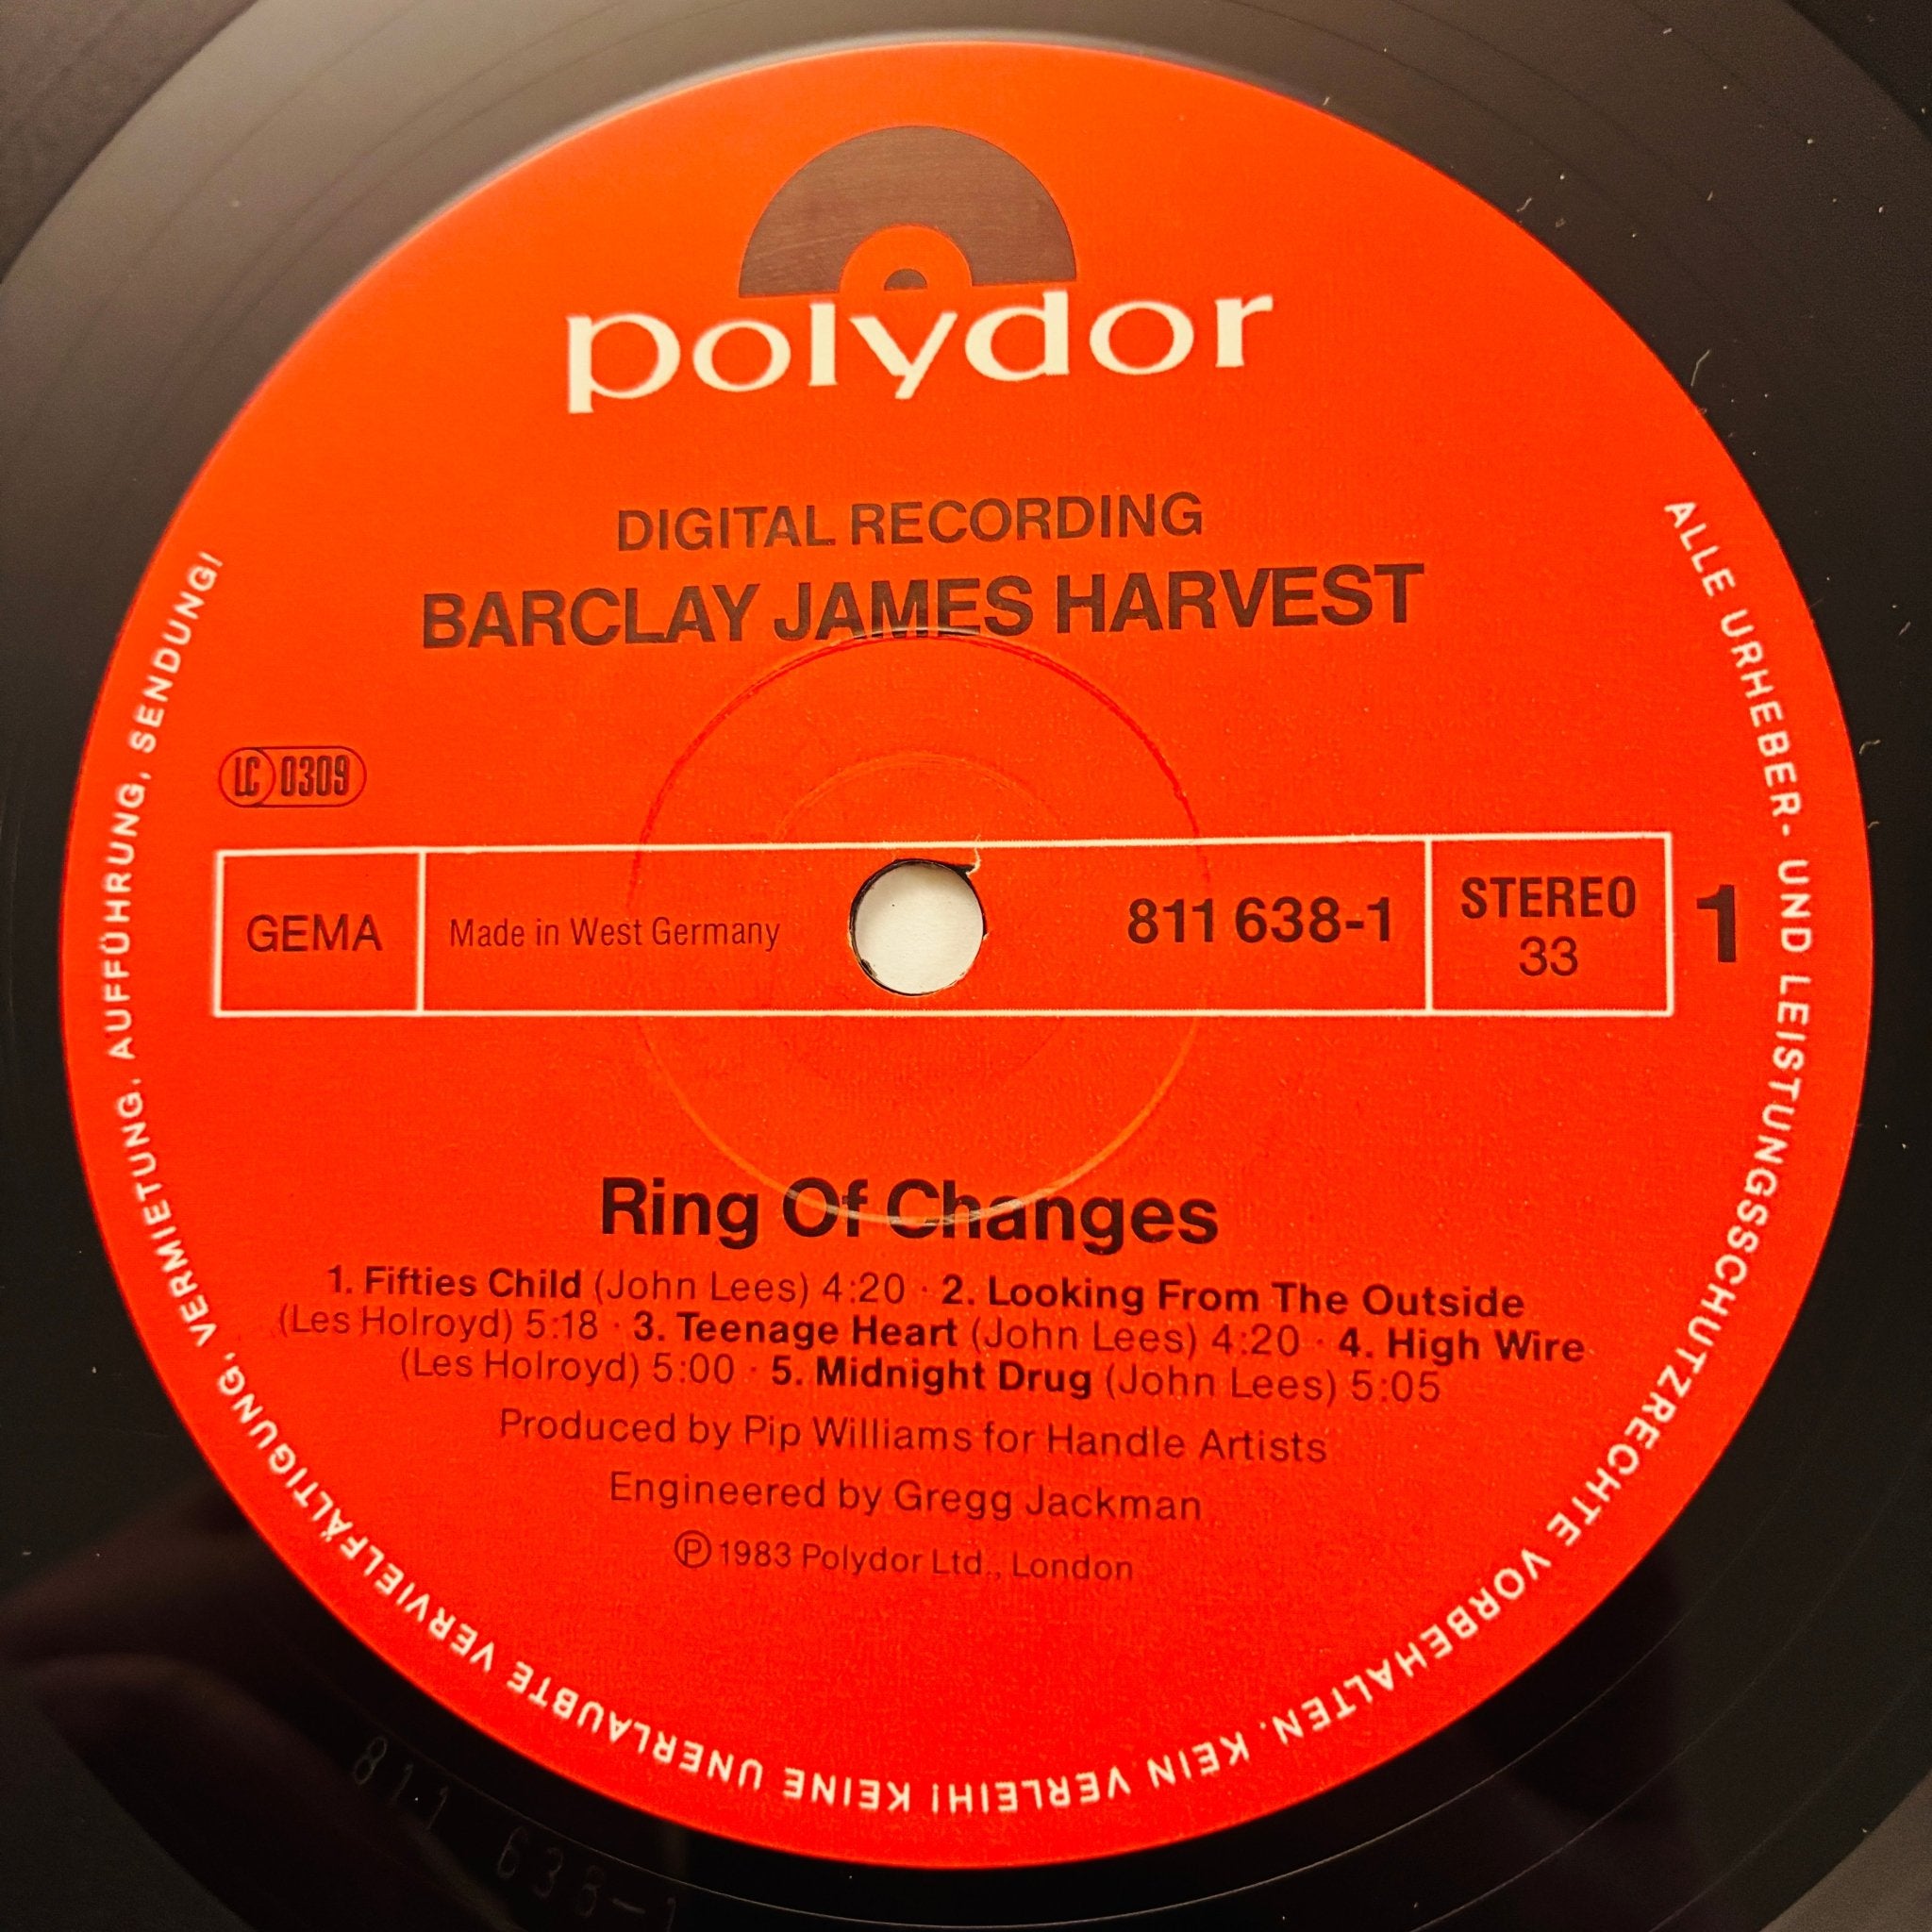 polydor
DIGITAL RECORDING
BARCLAY JAMES HARVEST
LC 0309
GEMA
Made in West Germany
811 638-1
STEREO
33
1
Ring Of Changes
1. Fifties Child (John Lees) 4:20 · 2. Looking From The Outside
(Les Holroyd) 5:18 · 3. Teenage Heart (John Lees) 4:20 · 4. High Wire
(Les Holroyd) 5:00 · 5. Midnight Drug (John Lees) 5:05
Produced by Pip Williams for Handle Artists
Engineered by Gregg Jackman
℗ 1983 Polydor Ltd., London
ALLE URHEBER- UND LEISTUNGSSCHUTZRECHTE VORBEHALTEN. KEIN VERLEIH! KEINE UNERLAUBTE VERVIELFÄLTIGUNG, VERMIETUNG, AUFFÜHRUNG, SENDUNG!
811 638-1